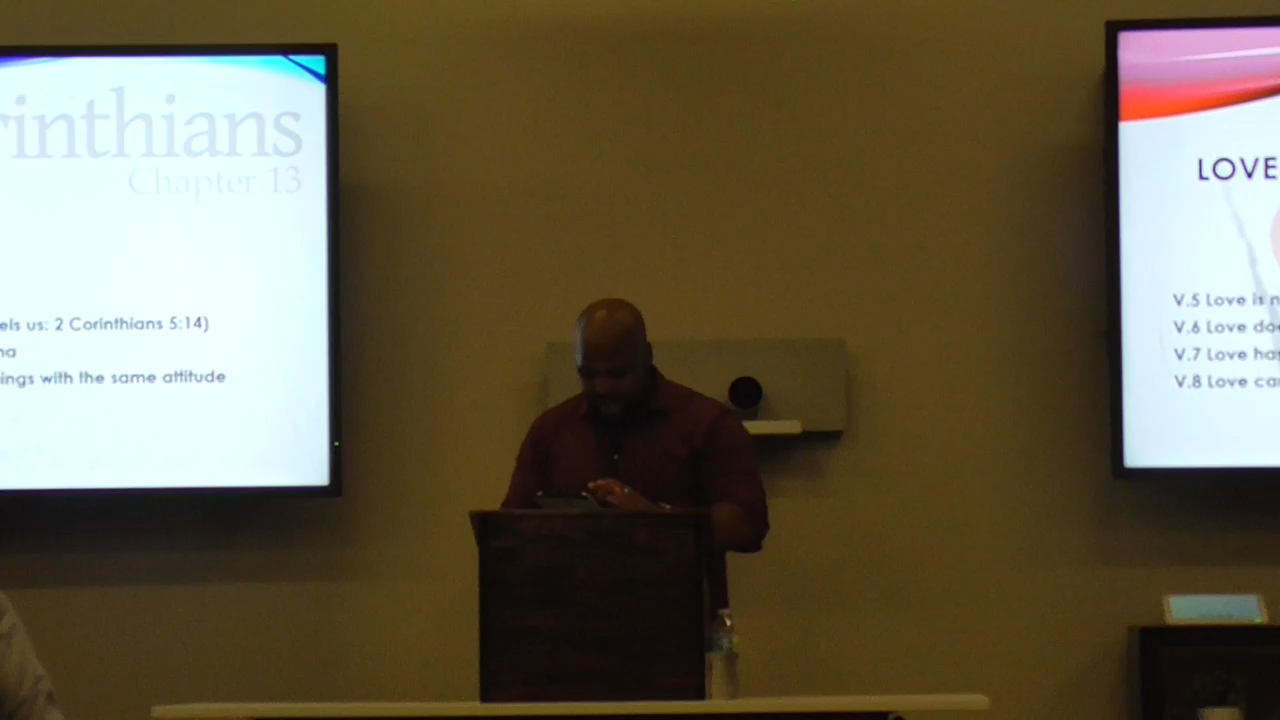 rinthians
Chapter 13
els us: 2 Corinthians 5:14)
na
ings with the same attitude
LOVE
V.5 Love is n
V.6 Love doe
V.7 Love ha
V.8 Love ca